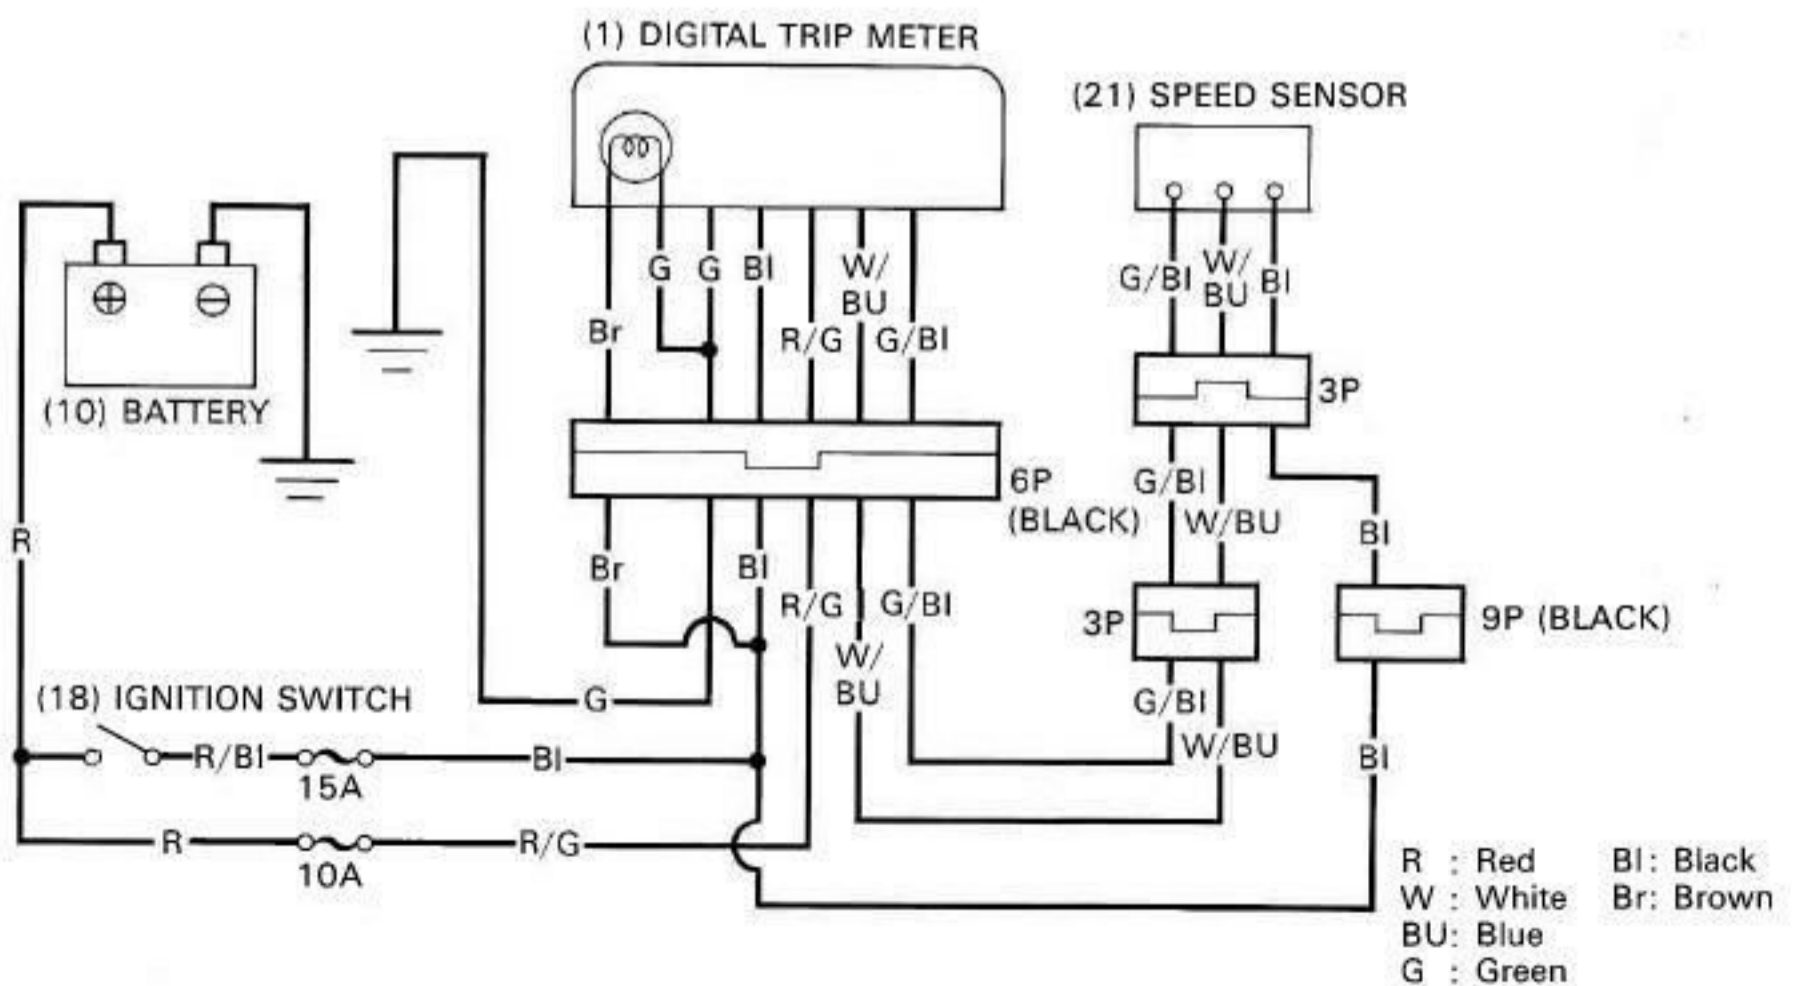 (1) DIGITAL TRIP METER
(21) SPEED SENSOR
G G Bl W/
BU
Br R/G G/Bl
G/Bl W/
BU Bl
⊕ ⊖
(10) BATTERY
3P
6P
(BLACK)
G/Bl
W/BU
Bl
R
Br Bl
R/G G/Bl
W/
BU
3P
9P (BLACK)
G
G/Bl
W/BU
Bl
(18) IGNITION SWITCH
R/Bl
15A
Bl
R
10A
R/G
R : Red Bl: Black
W : White Br: Brown
BU: Blue
G : Green